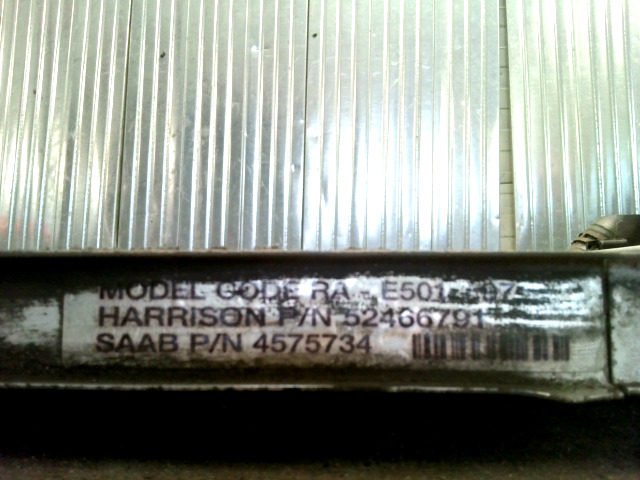 MODEL CODE RA
HARRISON P/N 52466791
SAAB P/N 4575734